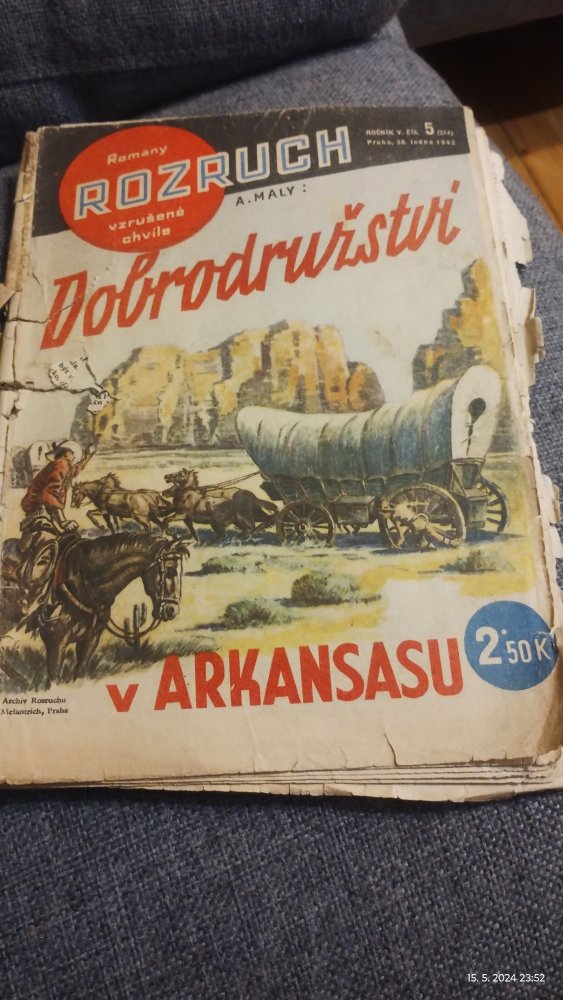 Romány
ROZRUCH
vzrušené
chvíle
ROČNÍK V. ČÍS. 5 (214)
Praha, 30. ledna 1942
A. MALÝ:
Dobrodružství
v ARKANSASU
2·50 K
Archiv Rozruchu
Melantrich, Praha
15. 5. 2024 23:52